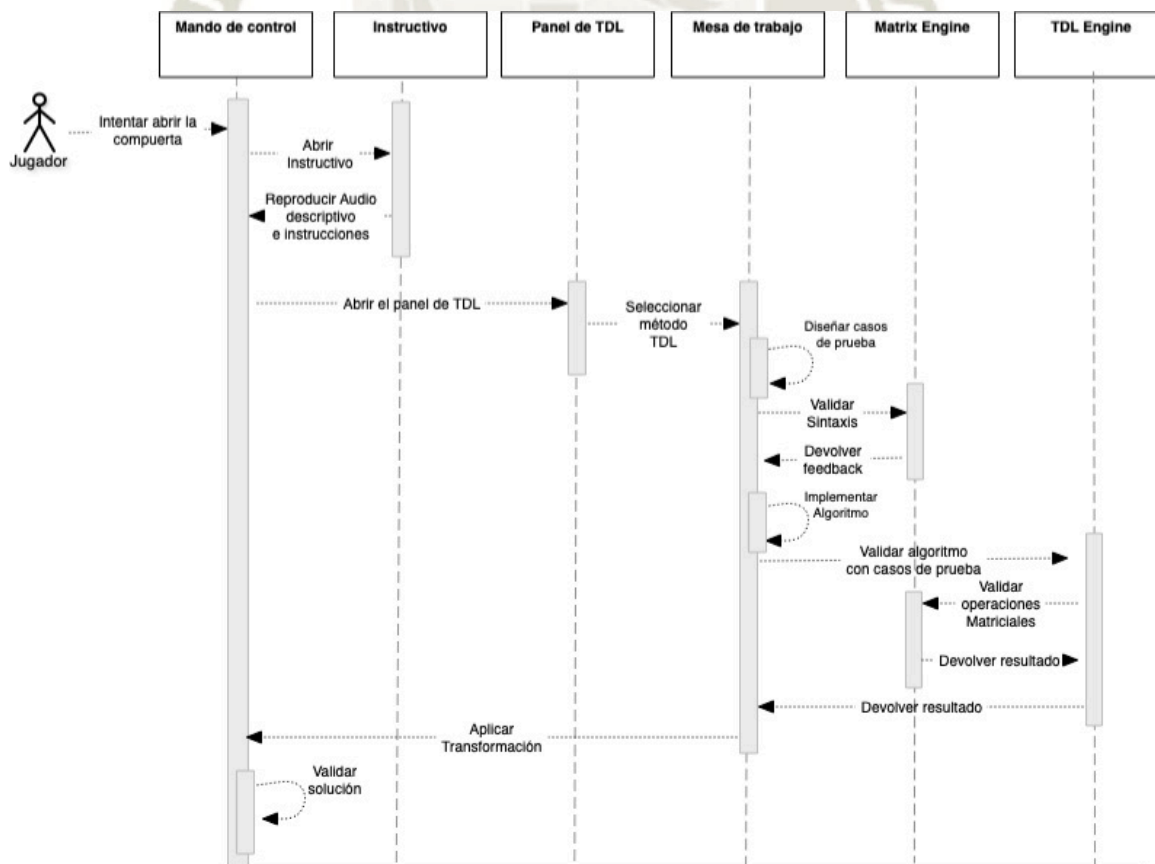 Mando de control
Instructivo
Panel de TDL
Mesa de trabajo
Matrix Engine
TDL Engine
Jugador
Intentar abrir la
compuerta
Abrir
Instructivo
Reproducir Audio
descriptivo
e instrucciones
Abrir el panel de TDL
Seleccionar
método
TDL
Diseñar casos
de prueba
Validar
Sintaxis
Devolver
feedback
Implementar
Algoritmo
Validar algoritmo
con casos de prueba
Validar
operaciones
Matriciales
Devolver resultado
Devolver resultado
Aplicar
Transformación
Validar
solución